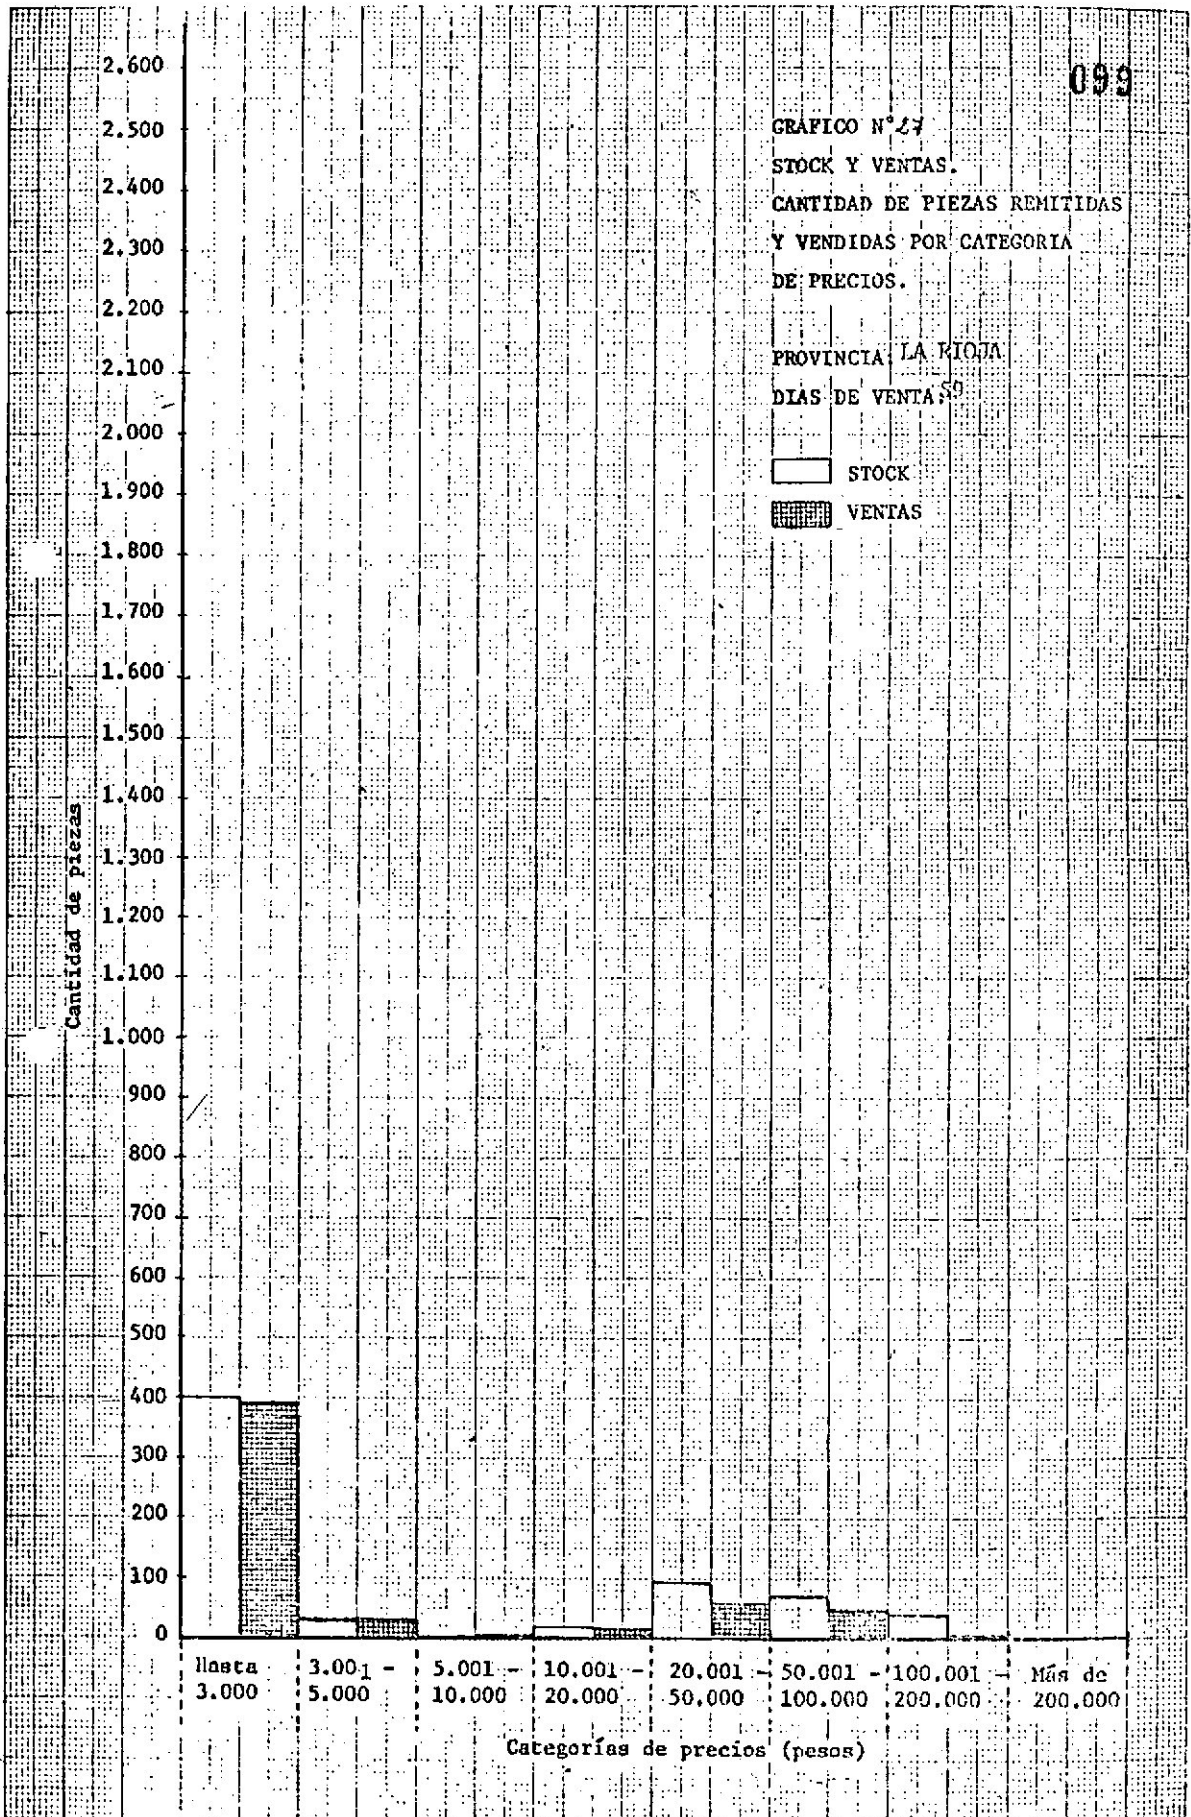 099
GRAFICO N° 27
STOCK Y VENTAS.
CANTIDAD DE PIEZAS REMITIDAS
Y VENDIDAS POR CATEGORIA
DE PRECIOS.
PROVINCIA: LA RIOJA
DIAS DE VENTA: 59
STOCK
VENTAS
Cantidad de piezas
2.600
2.500
2.400
2.300
2.200
2.100
2.000
1.900
1.800
1.700
1.600
1.500
1.400
1.300
1.200
1.100
1.000
900
800
700
600
500
400
300
200
100
0
Hasta 3.000
3.001 - 5.000
5.001 - 10.000
10.001 - 20.000
20.001 - 50.000
50.001 - 100.000
100.001 - 200.000
Más de 200.000
Categorías de precios (pesos)